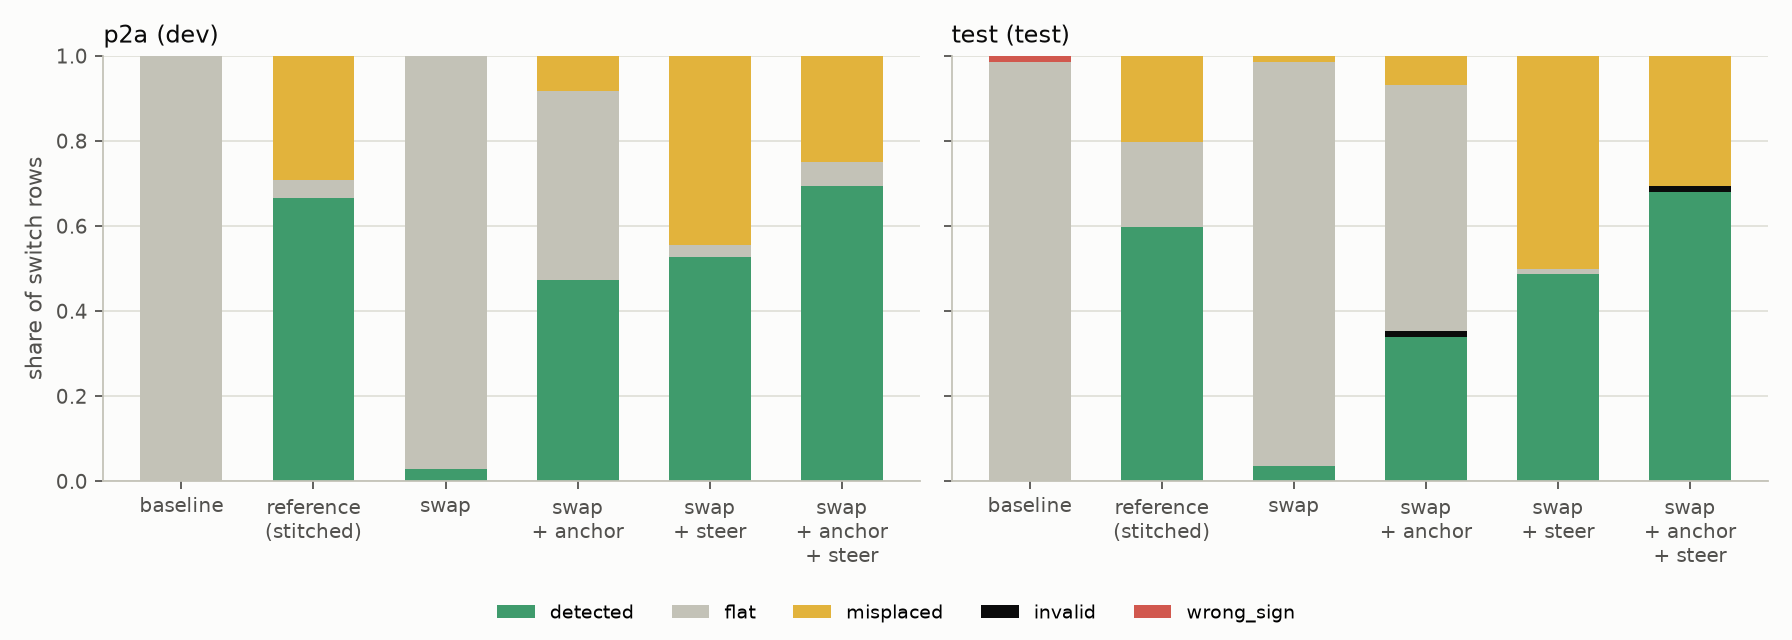 p2a (dev)
test (test)
share of switch rows
1.0
0.8
0.6
0.4
0.2
0.0
baseline
reference
(stitched)
swap
swap
+ anchor
swap
+ steer
swap
+ anchor
+ steer
baseline
reference
(stitched)
swap
swap
+ anchor
swap
+ steer
swap
+ anchor
+ steer
detected
flat
misplaced
invalid
wrong_sign